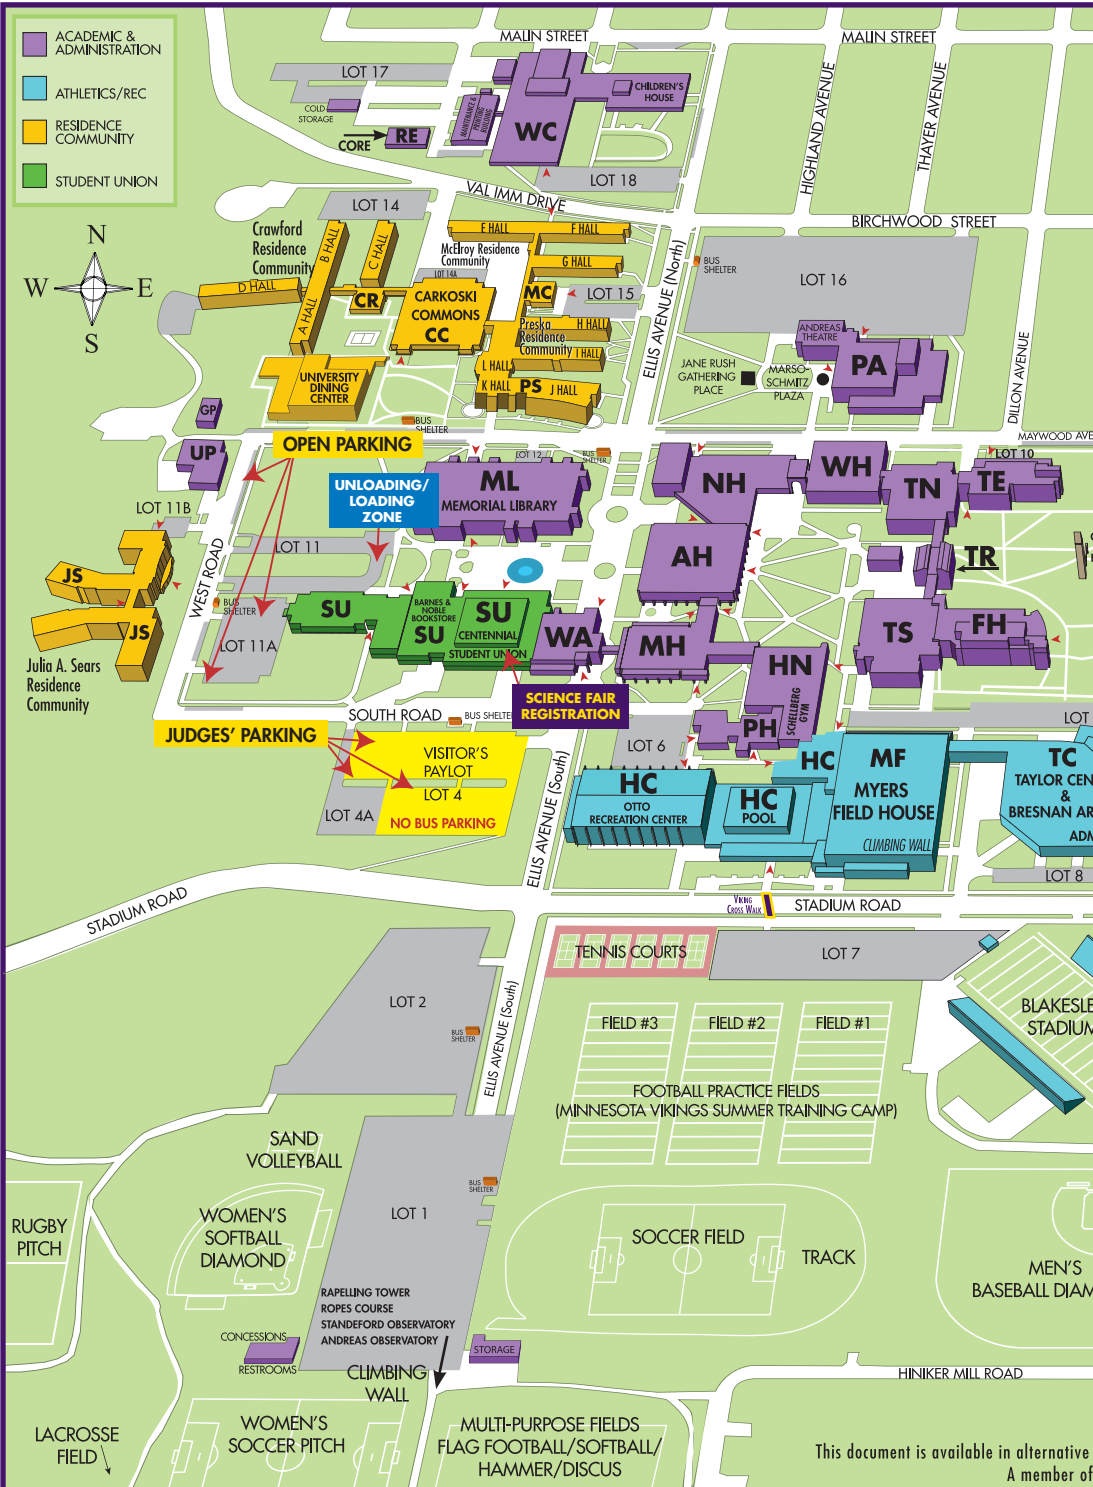 ACADEMIC &
ADMINISTRATION
ATHLETICS/REC
RESIDENCE
COMMUNITY
STUDENT UNION
N
W
E
S
MALIN STREET
MALIN STREET
LOT 17
COLD
STORAGE
CORE
RE
MAINTENANCE &
PRINTING
BUILDING
WC
CHILDREN'S
HOUSE
LOT 18
HIGHLAND AVENUE
THAYER AVENUE
VAL IMM DRIVE
BIRCHWOOD STREET
LOT 14
Crawford
Residence
Community
B HALL
C HALL
D HALL
A HALL
CR
E HALL
F HALL
McElroy Residence
Community
LOT 14A
G HALL
CARKOSKI
COMMONS
CC
MC
LOT 15
Preska
Residence
Community
H HALL
I HALL
L HALL
K HALL
PS
J HALL
UNIVERSITY
DINING
CENTER
ELLIS AVENUE (North)
BUS
SHELTER
LOT 16
ANDREAS
THEATRE
PA
JANE RUSH
GATHERING
PLACE
MARSO-
SCHMITZ
PLAZA
DILLON AVENUE
MAYWOOD AVE
GP
UP
BUS
SHELTER
OPEN PARKING
UNLOADING/
LOADING
ZONE
LOT 12
BUS
SHELTER
ML
MEMORIAL LIBRARY
NH
WH
TN
LOT 10
TE
LOT 11B
LOT 11
WEST ROAD
JS
JS
Julia A. Sears
Residence
Community
BUS
SHELTER
LOT 11A
SU
BARNES &
NOBLE
BOOKSTORE
SU
SU
CENTENNIAL
STUDENT UNION
WA
AH
MH
HN
SCHELLBERG
GYM
PH
TR
TS
FH
SCIENCE FAIR
REGISTRATION
SOUTH ROAD
BUS SHELTER
JUDGES' PARKING
VISITOR'S
PAYLOT
LOT 4
LOT 4A
NO BUS PARKING
LOT 6
ELLIS AVENUE (South)
HC
OTTO
RECREATION CENTER
HC
POOL
HC
MF
MYERS
FIELD HOUSE
CLIMBING WALL
LOT
TC
TAYLOR CEN
&
BRESNAN AR
ADM
LOT 8
STADIUM ROAD
VIKING
CROSS WALK
STADIUM ROAD
TENNIS COURTS
LOT 7
LOT 2
BUS
SHELTER
ELLIS AVENUE (South)
FIELD #3
FIELD #2
FIELD #1
BLAKESLE
STADIUM
FOOTBALL PRACTICE FIELDS
(MINNESOTA VIKINGS SUMMER TRAINING CAMP)
SAND
VOLLEYBALL
BUS
SHELTER
LOT 1
RUGBY
PITCH
WOMEN'S
SOFTBALL
DIAMOND
SOCCER FIELD
TRACK
MEN'S
BASEBALL DIAM
RAPELLING TOWER
ROPES COURSE
STANDEFORD OBSERVATORY
ANDREAS OBSERVATORY
CONCESSIONS
RESTROOMS
STORAGE
CLIMBING
WALL
HINIKER MILL ROAD
LACROSSE
FIELD
WOMEN'S
SOCCER PITCH
MULTI-PURPOSE FIELDS
FLAG FOOTBALL/SOFTBALL/
HAMMER/DISCUS
This document is available in alternative
A member of